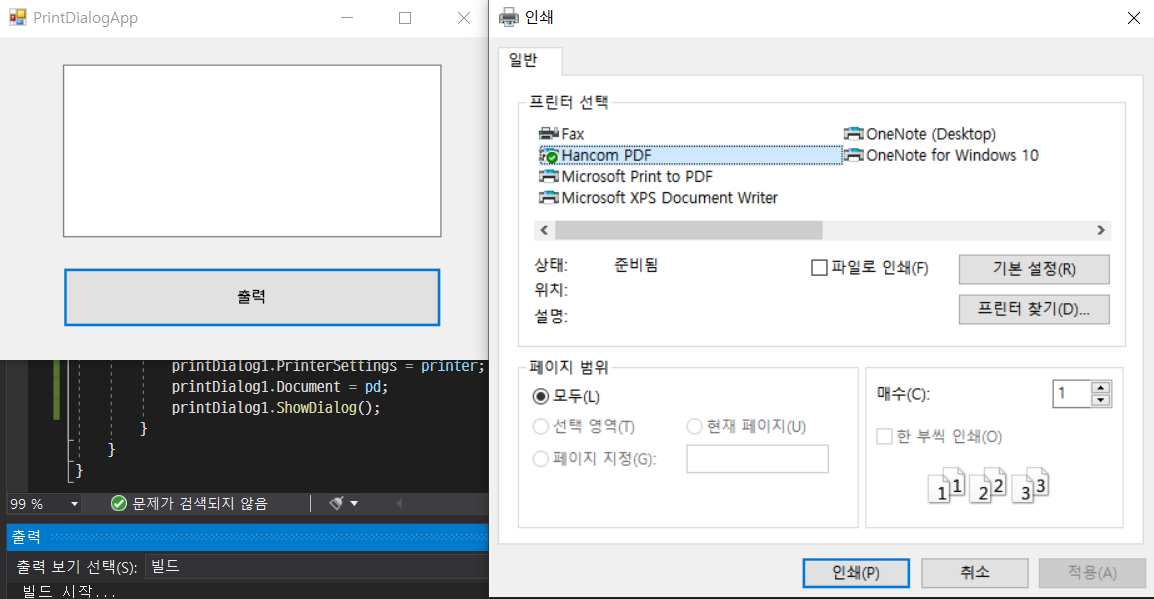 PrintDialogApp
출력
printDialog1.PrinterSettings = printer;
printDialog1.Document = pd;
printDialog1.ShowDialog();
}
}
}
99 %
문제가 검색되지 않음
출력
출력 보기 선택(S): 빌드
빌드 시작...
인쇄
일반
프린터 선택
Fax
Hancom PDF
Microsoft Print to PDF
Microsoft XPS Document Writer
OneNote (Desktop)
OneNote for Windows 10
상태: 준비됨
위치:
설명:
파일로 인쇄(F)
기본 설정(R)
프린터 찾기(D)...
페이지 범위
모두(L)
선택 영역(T) 현재 페이지(U)
페이지 지정(G):
매수(C): 1
한 부씩 인쇄(O)
1 1 2 2 3 3
인쇄(P) 취소 적용(A)